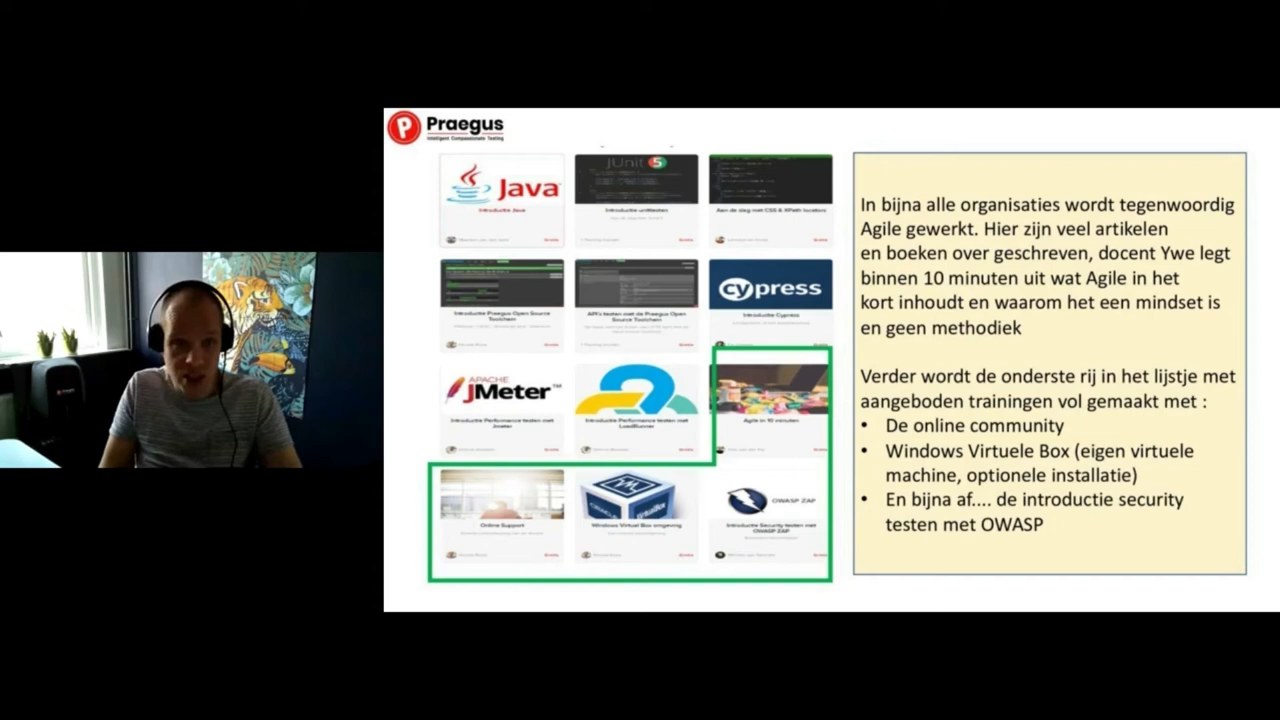 Praegus
Intelligent Compassionate Testing
Java
Introductie Java
JUnit 5
Introductie unittesten
Aan de slag met CSS & XPath locators
Introductie Praegus Open Source
Toolchain
API's testen met de Praegus Open
Source Toolchain
cypress
Introductie Cypress
APACHE
JMeter™
Introductie Performance testen met
Jmeter
Introductie Performance testen met
LoadRunner
Agile in 10 minuten
Online Support
Windows Virtual Box omgeving
OWASP ZAP
Introductie Security testen met
OWASP ZAP
In bijna alle organisaties wordt tegenwoordig
Agile gewerkt. Hier zijn veel artikelen
en boeken over geschreven, docent Ywe legt
binnen 10 minuten uit wat Agile in het
kort inhoudt en waarom het een mindset is
en geen methodiek
Verder wordt de onderste rij in het lijstje met
aangeboden trainingen vol gemaakt met :
• De online community
• Windows Virtuele Box (eigen virtuele
machine, optionele installatie)
• En bijna af.... de introductie security
testen met OWASP